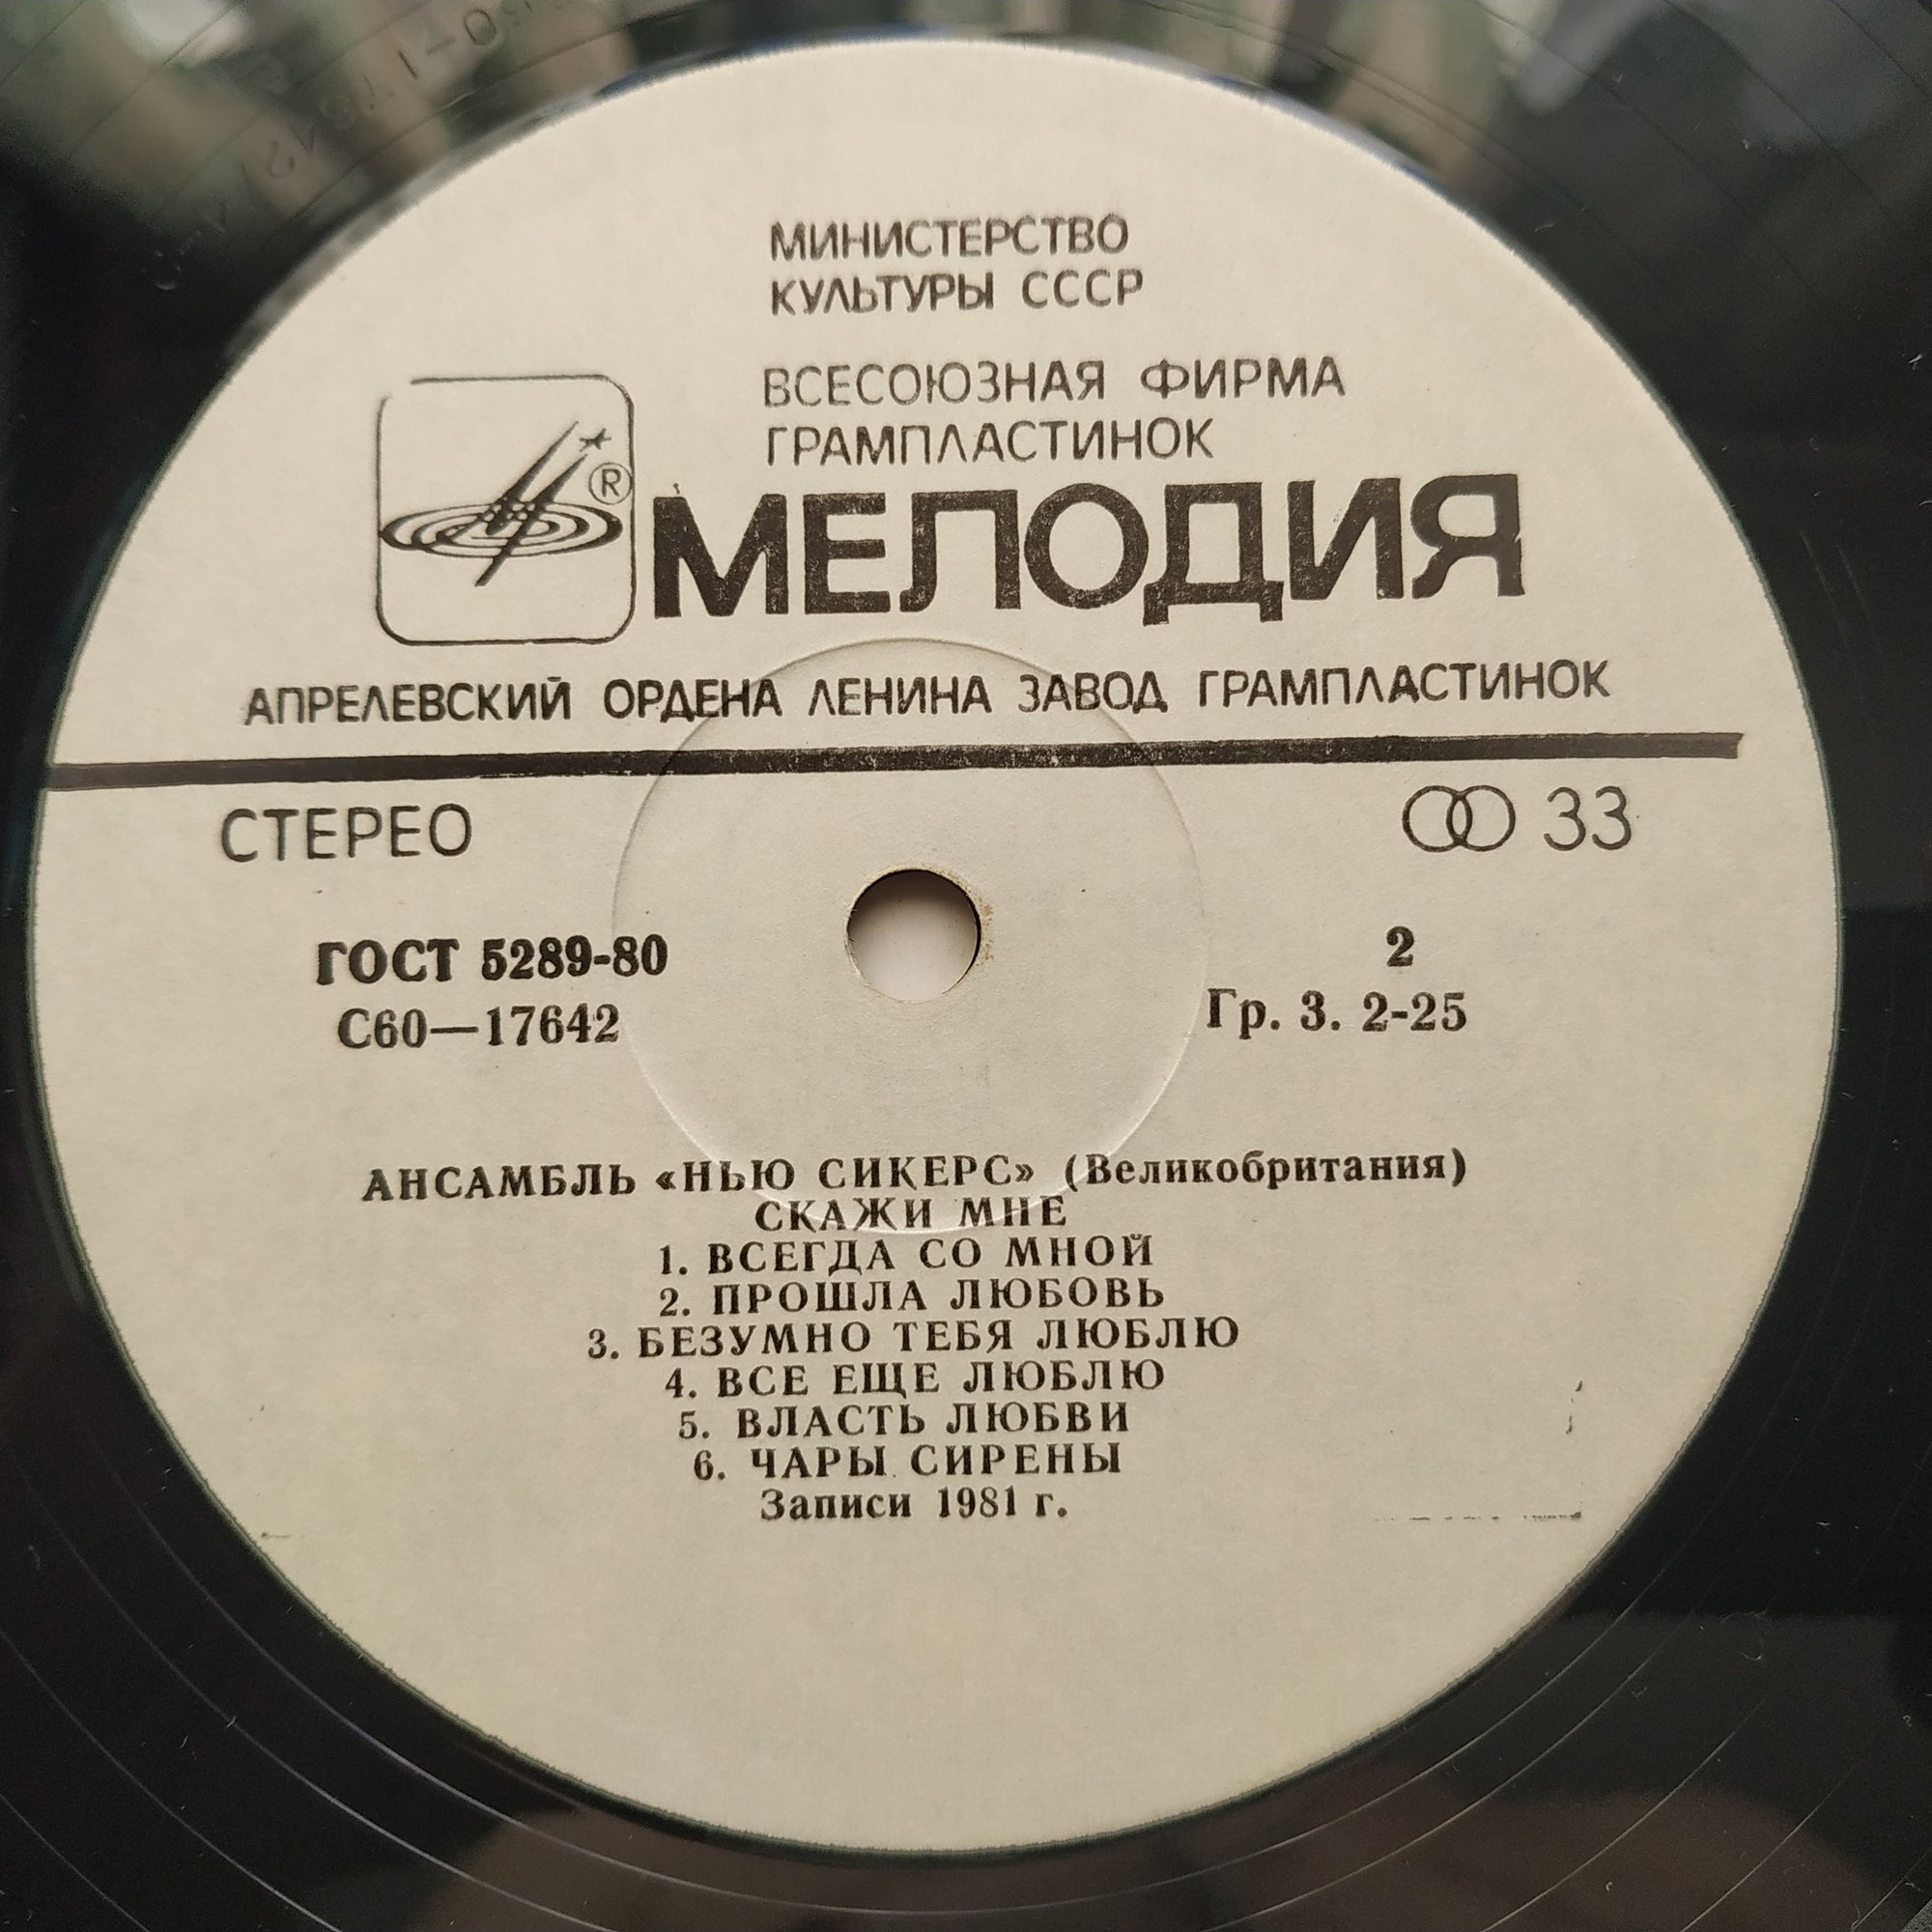 МИНИСТЕРСТВО
КУЛЬТУРЫ СССР
ВСЕСОЮЗНАЯ ФИРМА
ГРАМПЛАСТИНОК
®
МЕЛОДИЯ
АПРЕЛЕВСКИЙ ОРДЕНА ЛЕНИНА ЗАВОД ГРАМПЛАСТИНОК
СТЕРЕО
33
ГОСТ 5289-80
2
С60—17642
Гр. 3. 2-25
АНСАМБЛЬ «НЬЮ СИКЕРС» (Великобритания)
СКАЖИ МНЕ
1. ВСЕГДА СО МНОЙ
2. ПРОШЛА ЛЮБОВЬ
3. БЕЗУМНО ТЕБЯ ЛЮБЛЮ
4. ВСЕ ЕЩЕ ЛЮБЛЮ
5. ВЛАСТЬ ЛЮБВИ
6. ЧАРЫ СИРЕНЫ
Записи 1981 г.